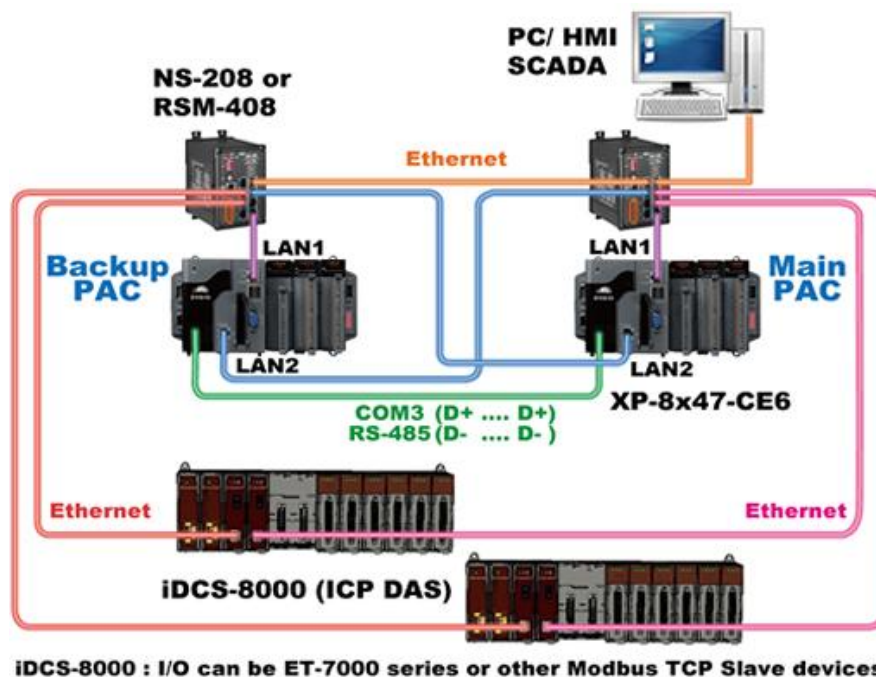 PC/ HMI
SCADA
NS-208 or
RSM-408
Ethernet
LAN1
LAN1
Backup
PAC
Main
PAC
LAN2
LAN2
XP-8x47-CE6
COM3 (D+ .... D+)
RS-485(D- .... D- )
Ethernet
Ethernet
iDCS-8000 (ICP DAS)
iDCS-8000 : I/O can be ET-7000 series or other Modbus TCP Slave devices